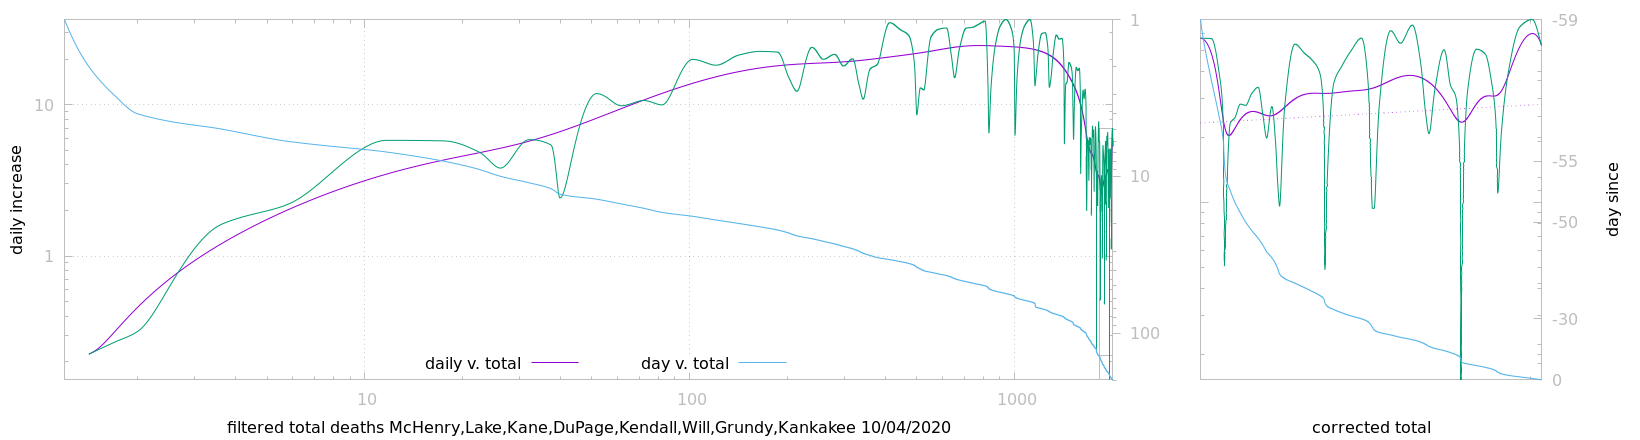 1
-59
10
daily increase
-55
10
day since
-50
1
-30
100
daily v. total
day v. total
0
10
100
1000
filtered total deaths McHenry,Lake,Kane,DuPage,Kendall,Will,Grundy,Kankakee 10/04/2020
corrected total